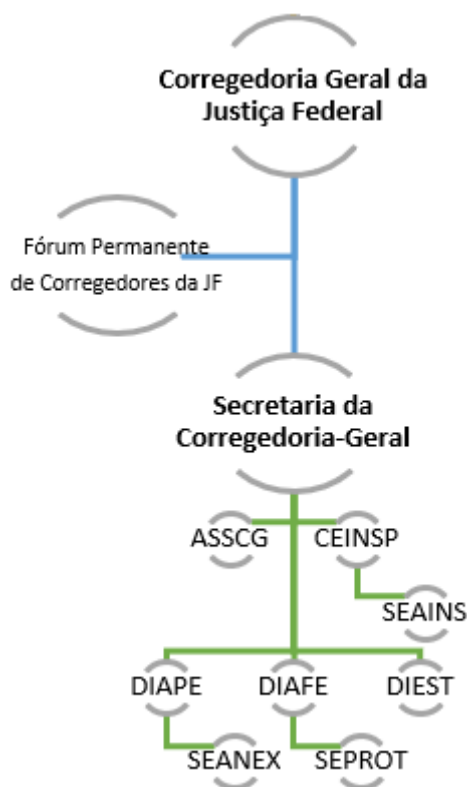 Corregedoria Geral da
Justiça Federal
Fórum Permanente
de Corregedores da JF
Secretaria da
Corregedoria-Geral
ASSCG
CEINSP
SEAINS
DIAPE
DIAFE
DIEST
SEANEX
SEPROT